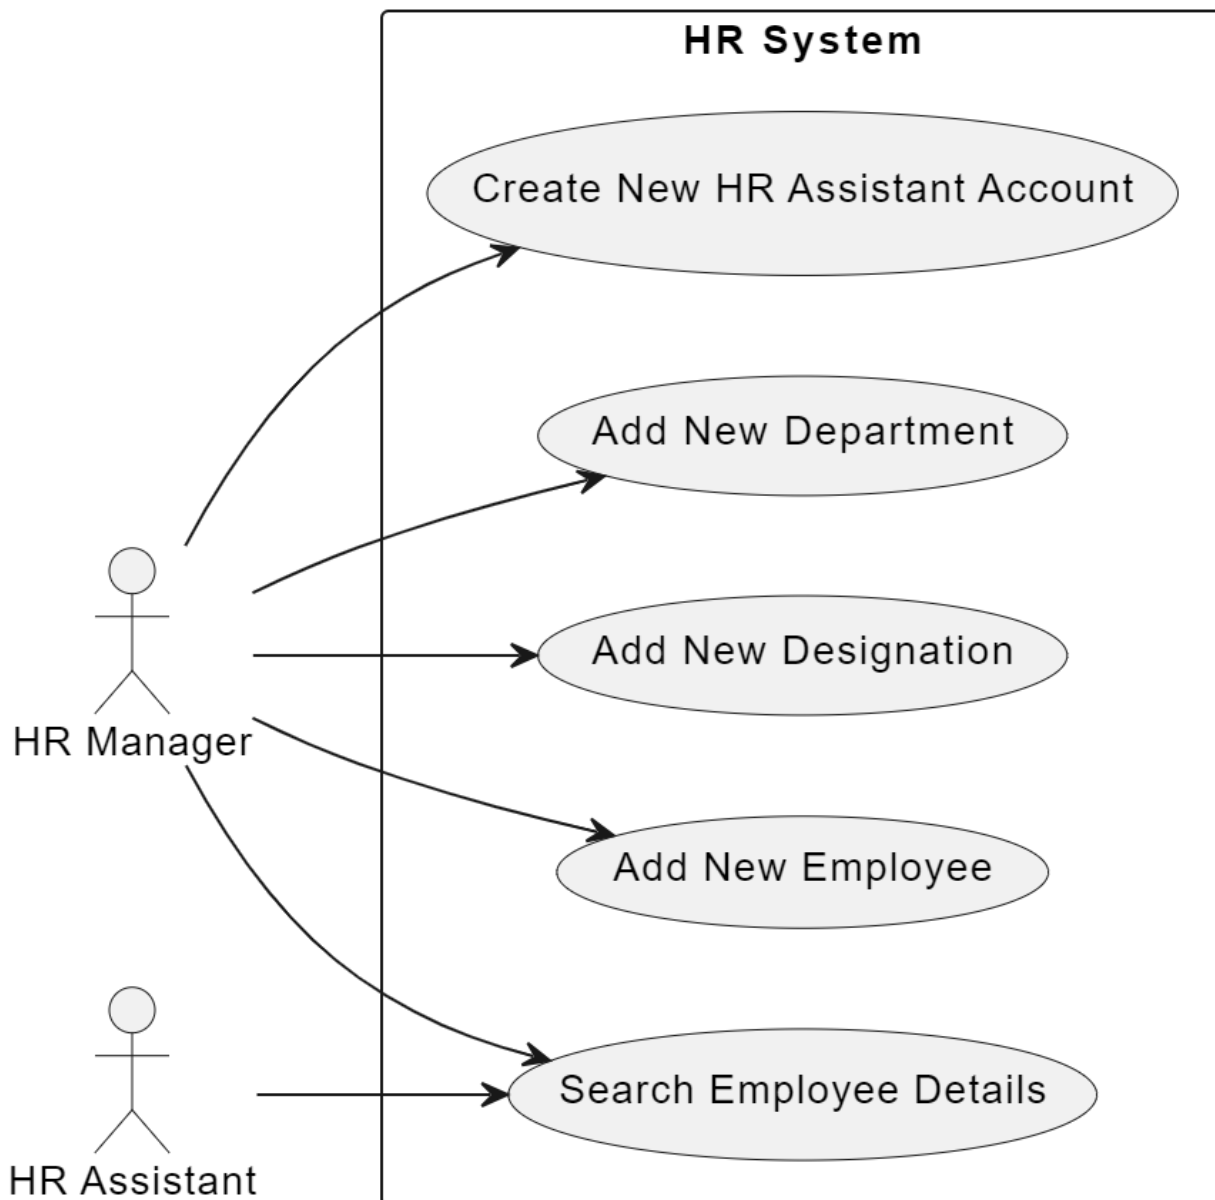 HR System
Create New HR Assistant Account
Add New Department
Add New Designation
HR Manager
Add New Employee
Search Employee Details
HR Assistant